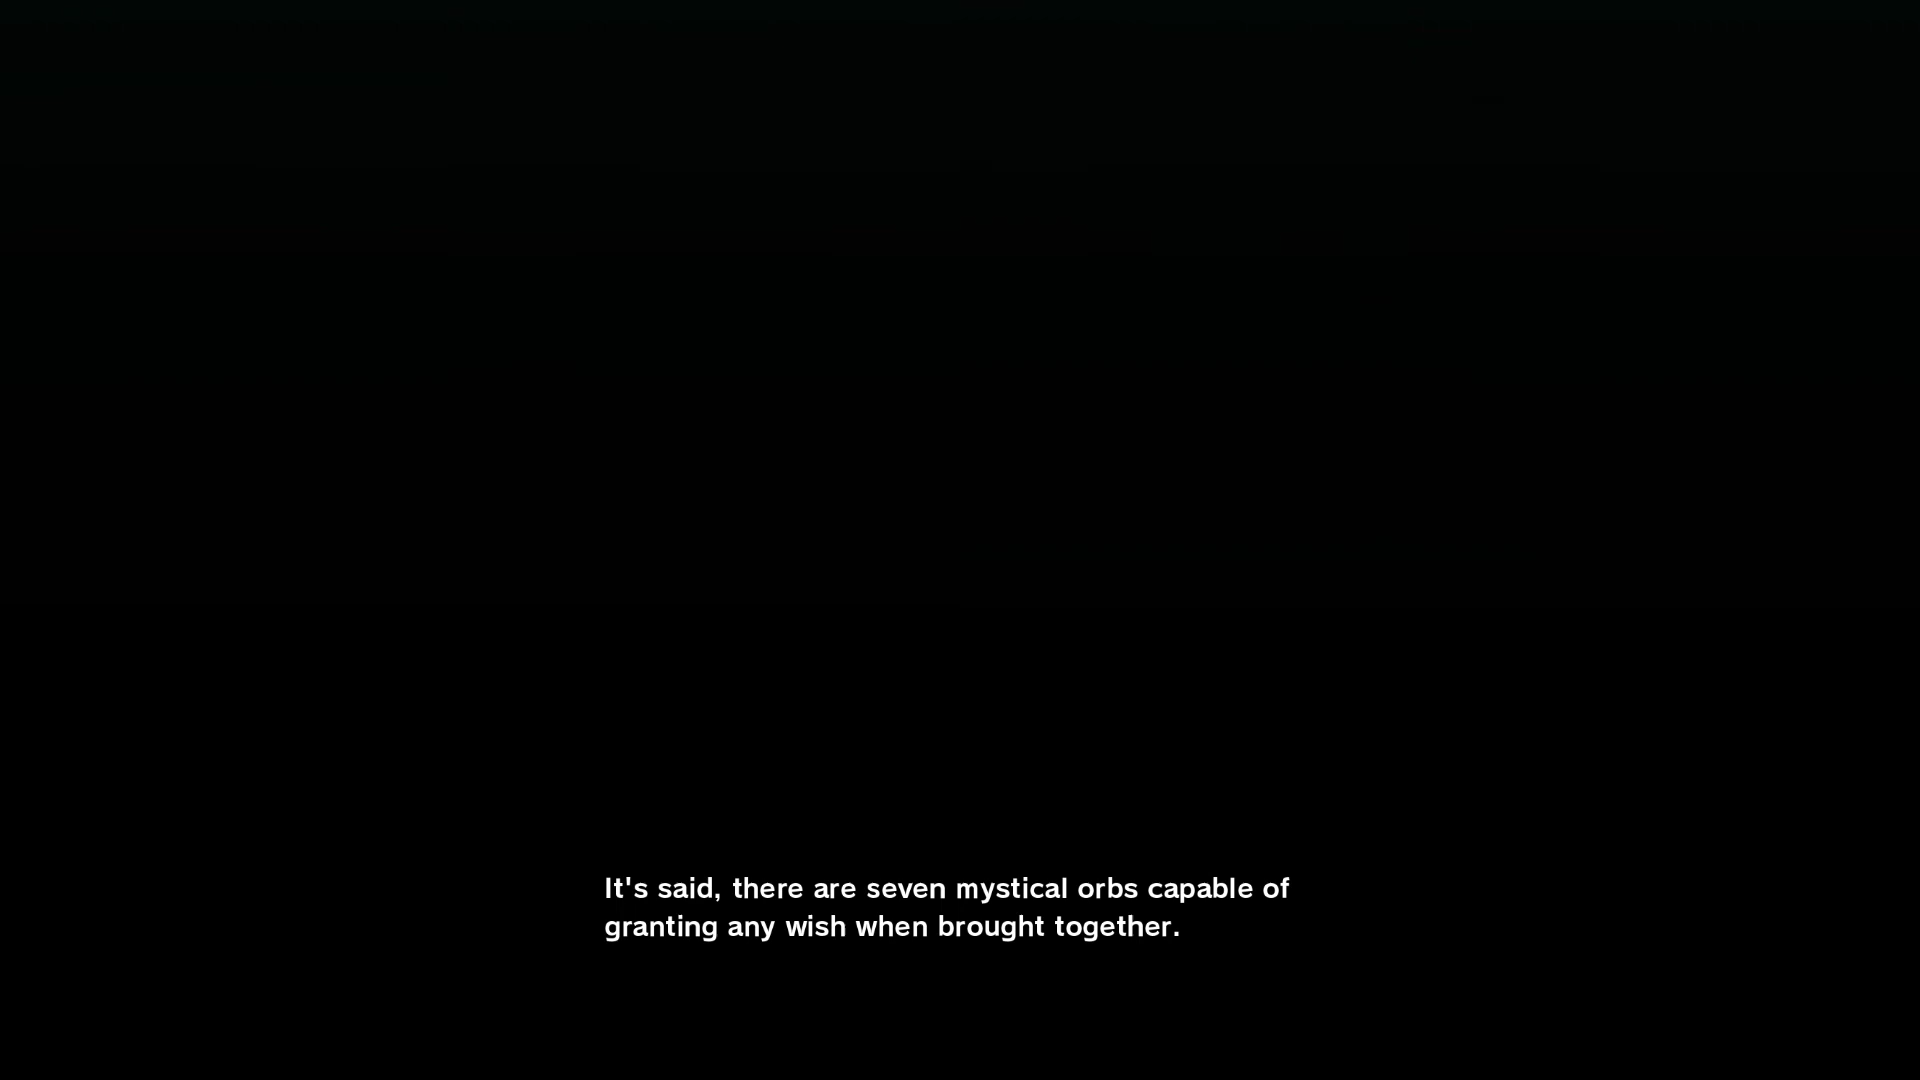 It's said, there are seven mystical orbs capable of
granting any wish when brought together.